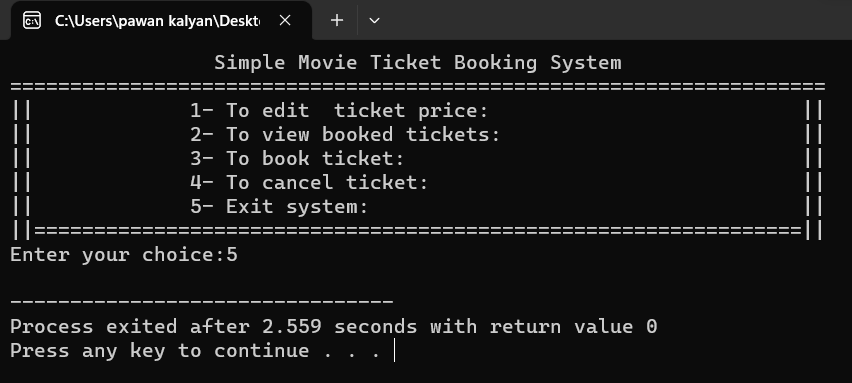 C:\Users\pawan kalyan\Deskt
Simple Movie Ticket Booking System
====================================================================
||             1- To edit  ticket price:                          ||
||             2- To view booked tickets:                         ||
||             3- To book ticket:                                 ||
||             4- To cancel ticket:                               ||
||             5- Exit system:                                    ||
||================================================================||
Enter your choice:5
--------------------------------
Process exited after 2.559 seconds with return value 0
Press any key to continue . . .